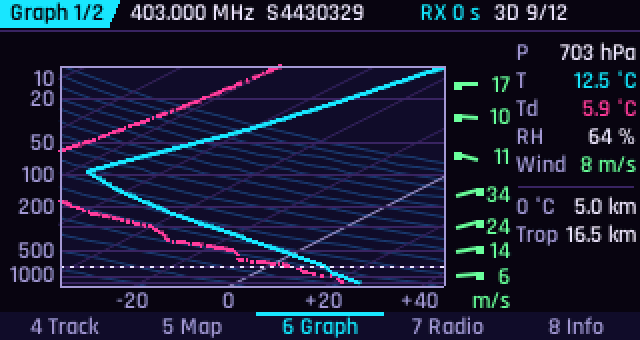 Graph 1/2 403.000 MHz S4430329 RX 0 s 3D 9/12
P 703 hPa
T 12.5 °C
Td 5.9 °C
RH 64 %
Wind 8 m/s
0 °C 5.0 km
Trop 16.5 km
10
20
50
100
200
500
1000
17
10
11
34
24
14
6
m/s
-20 0 +20 +40
4 Track 5 Map 6 Graph 7 Radio 8 Info